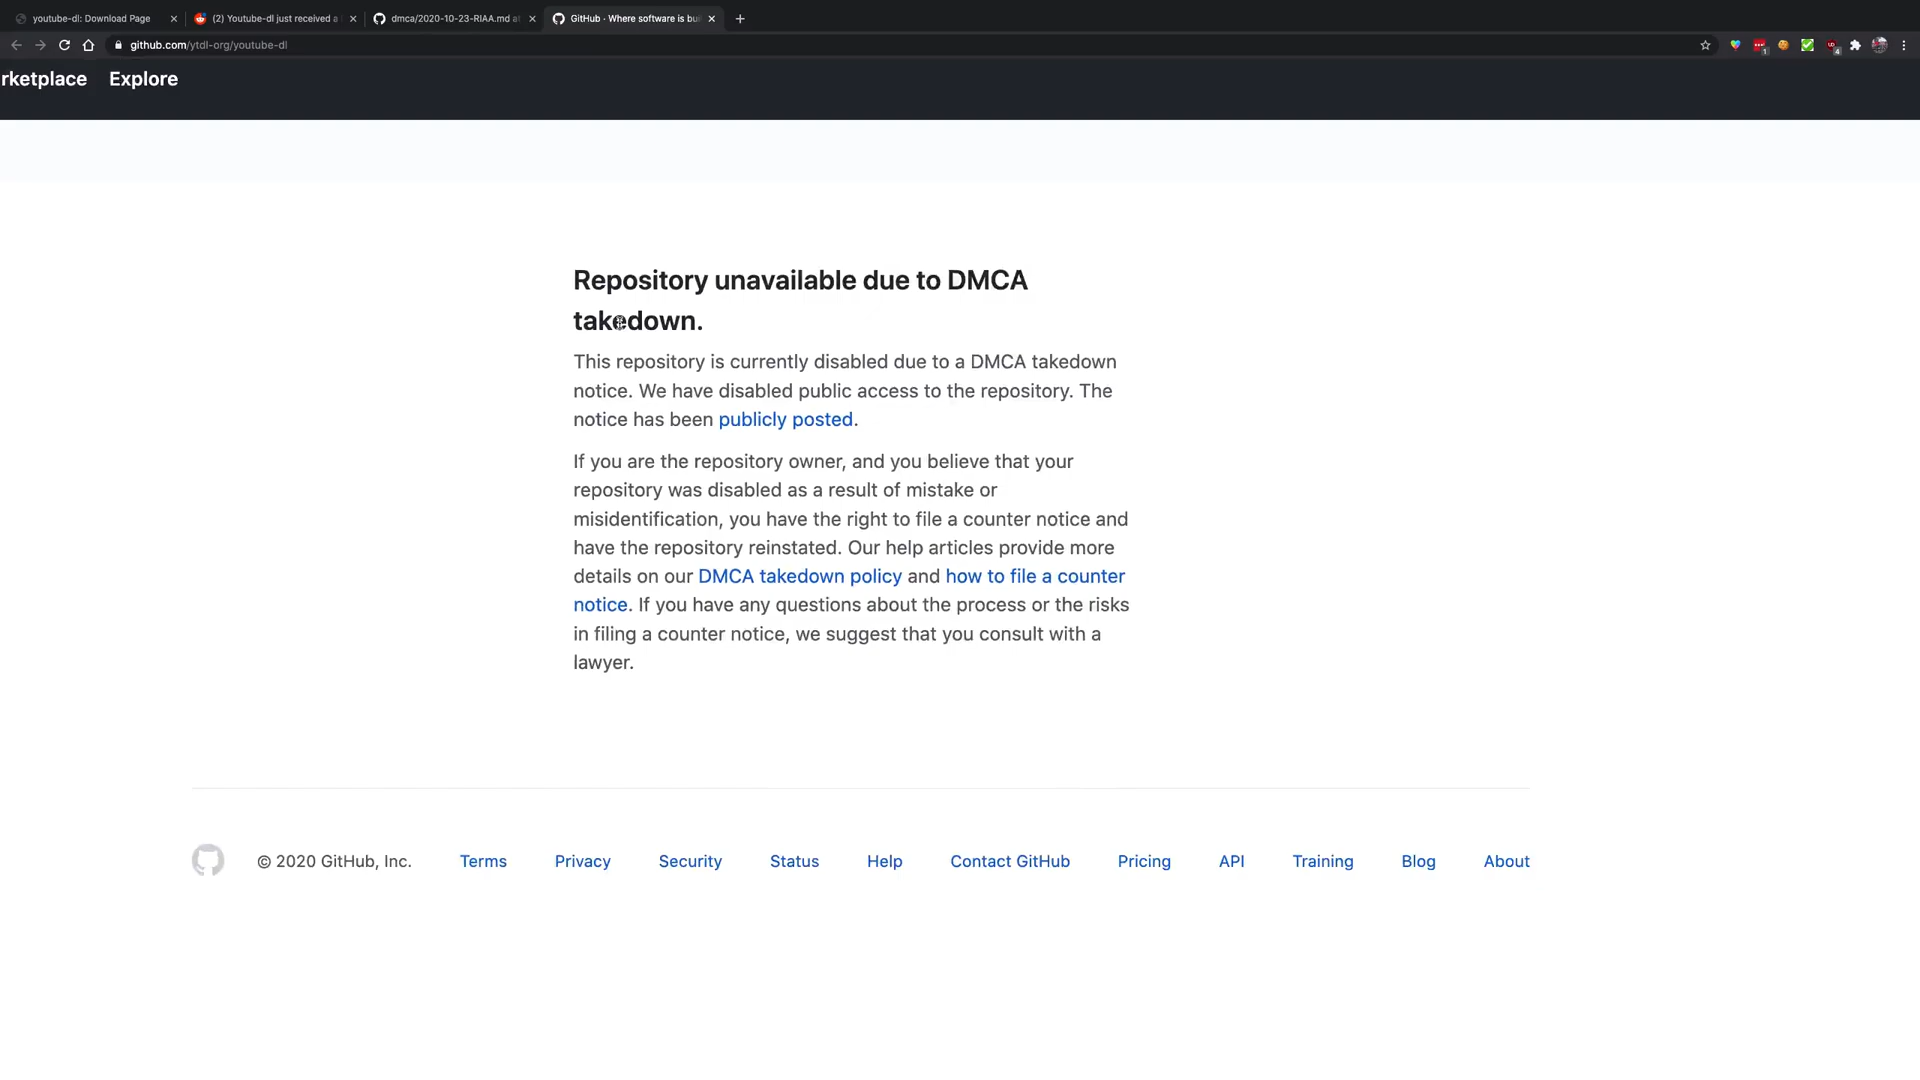 youtube-dl: Download Page
(2) Youtube-dl just received a
dmca/2020-10-23-RIAA.md at
GitHub · Where software is bui
github.com/ytdl-org/youtube-dl
rketplace Explore
Repository unavailable due to DMCA
takedown.
This repository is currently disabled due to a DMCA takedown
notice. We have disabled public access to the repository. The
notice has been publicly posted.
If you are the repository owner, and you believe that your
repository was disabled as a result of mistake or
misidentification, you have the right to file a counter notice and
have the repository reinstated. Our help articles provide more
details on our DMCA takedown policy and how to file a counter
notice. If you have any questions about the process or the risks
in filing a counter notice, we suggest that you consult with a
lawyer.
© 2020 GitHub, Inc. Terms Privacy Security Status Help Contact GitHub Pricing API Training Blog About